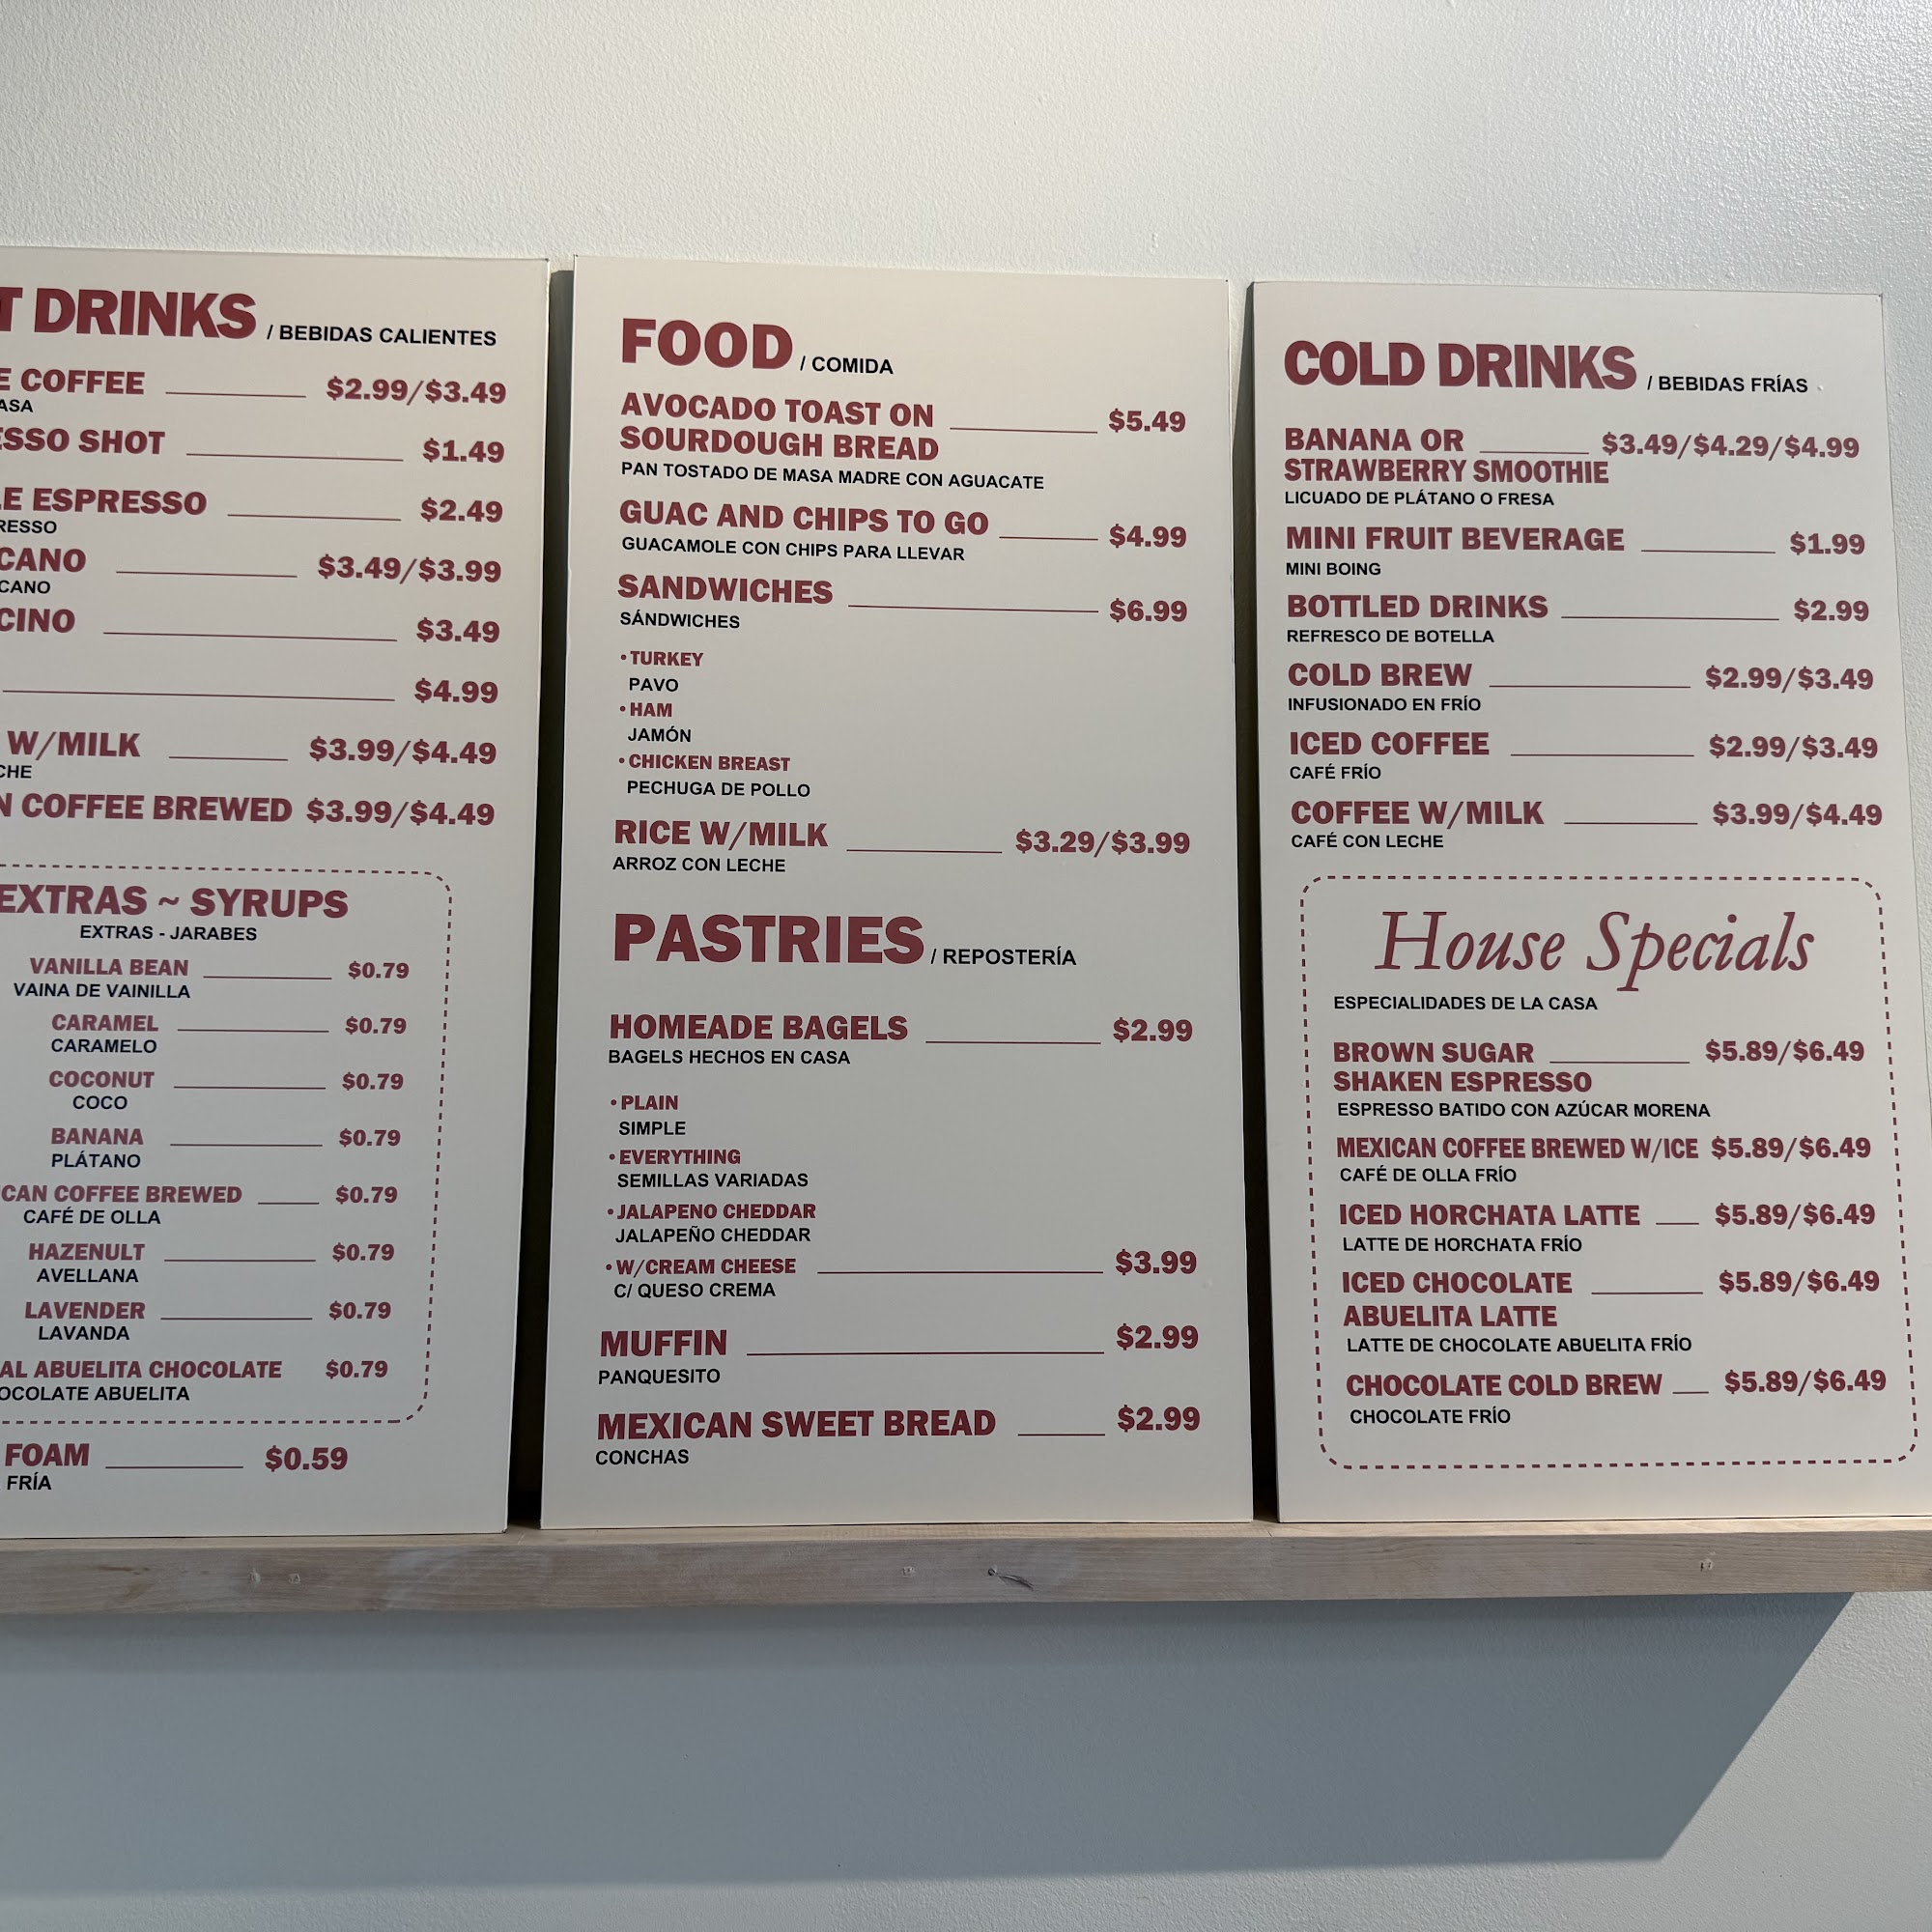 DRINKS / BEBIDAS CALIENTES
COFFEE $2.99/$3.49
SHOT $1.49
ESPRESSO $2.49
$3.49/$3.99
$3.49
$4.99
W/MILK $3.99/$4.49
COFFEE BREWED $3.99/$4.49
EXTRAS ~ SYRUPS
EXTRAS - JARABES
VANILLA BEAN $0.79
VAINA DE VAINILLA
CARAMEL $0.79
CARAMELO
COCONUT $0.79
COCO
BANANA $0.79
PLÁTANO
COFFEE BREWED $0.79
CAFÉ DE OLLA
HAZENULT $0.79
AVELLANA
LAVENDER $0.79
LAVANDA
ABUELITA CHOCOLATE $0.79
ABUELITA
FOAM $0.59
FRÍA
FOOD / COMIDA
AVOCADO TOAST ON $5.49
SOURDOUGH BREAD
PAN TOSTADO DE MASA MADRE CON AGUACATE
GUAC AND CHIPS TO GO $4.99
GUACAMOLE CON CHIPS PARA LLEVAR
SANDWICHES $6.99
SÁNDWICHES
• TURKEY
PAVO
• HAM
JAMÓN
• CHICKEN BREAST
PECHUGA DE POLLO
RICE W/MILK $3.29/$3.99
ARROZ CON LECHE
PASTRIES / REPOSTERÍA
HOMEADE BAGELS $2.99
BAGELS HECHOS EN CASA
• PLAIN
SIMPLE
• EVERYTHING
SEMILLAS VARIADAS
• JALAPENO CHEDDAR
JALAPEÑO CHEDDAR
• W/CREAM CHEESE $3.99
C/ QUESO CREMA
MUFFIN $2.99
PANQUESITO
MEXICAN SWEET BREAD $2.99
CONCHAS
COLD DRINKS / BEBIDAS FRÍAS
BANANA OR $3.49/$4.29/$4.99
STRAWBERRY SMOOTHIE
LICUADO DE PLÁTANO O FRESA
MINI FRUIT BEVERAGE $1.99
MINI BOING
BOTTLED DRINKS $2.99
REFRESCO DE BOTELLA
COLD BREW $2.99/$3.49
INFUSIONADO EN FRÍO
ICED COFFEE $2.99/$3.49
CAFÉ FRÍO
COFFEE W/MILK $3.99/$4.49
CAFÉ CON LECHE
House Specials
ESPECIALIDADES DE LA CASA
BROWN SUGAR $5.89/$6.49
SHAKEN ESPRESSO
ESPRESSO BATIDO CON AZÚCAR MORENA
MEXICAN COFFEE BREWED W/ICE $5.89/$6.49
CAFÉ DE OLLA FRÍO
ICED HORCHATA LATTE $5.89/$6.49
LATTE DE HORCHATA FRÍO
ICED CHOCOLATE $5.89/$6.49
ABUELITA LATTE
LATTE DE CHOCOLATE ABUELITA FRÍO
CHOCOLATE COLD BREW $5.89/$6.49
CHOCOLATE FRÍO